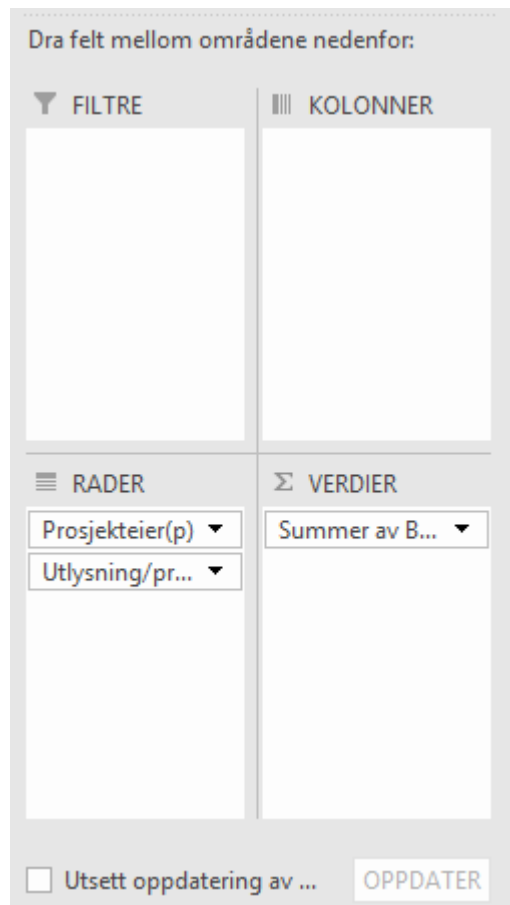 Dra felt mellom områdene nedenfor:
FILTRE
KOLONNER
RADER
VERDIER
Prosjekteier(p)
Summer av B...
Utlysning/pr...
Utsett oppdatering av ...
OPPDATER